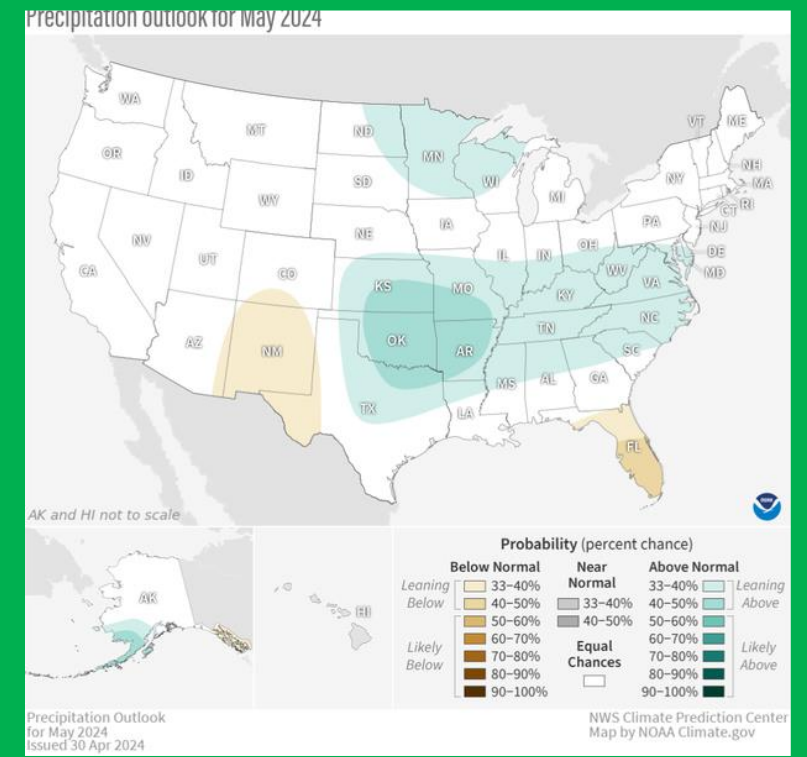 Precipitation outlook for May 2024
WA
MT
ND
MN
VT
ME
OR
ID
SD
WI
NH
MA
WY
MI
NY
CT
RI
NV
NE
IA
PA
NJ
UT
CO
IL
IN
OH
DE
CA
KS
MO
WV
VA
MD
KY
AZ
NM
OK
AR
TN
NC
SC
TX
LA
MS
AL
GA
FL
NOAA
AK and HI not to scale
AK
HI
Probability (percent chance)
Below Normal Near Normal Above Normal
Leaning Below
33–40%
40–50%
Likely Below
50–60%
60–70%
70–80%
80–90%
90–100%
33–40%
40–50%
Equal Chances
33–40%
40–50%
Leaning Above
50–60%
60–70%
70–80%
80–90%
90–100%
Likely Above
Precipitation Outlook
for May 2024
Issued 30 Apr 2024
NWS Climate Prediction Center
Map by NOAA Climate.gov